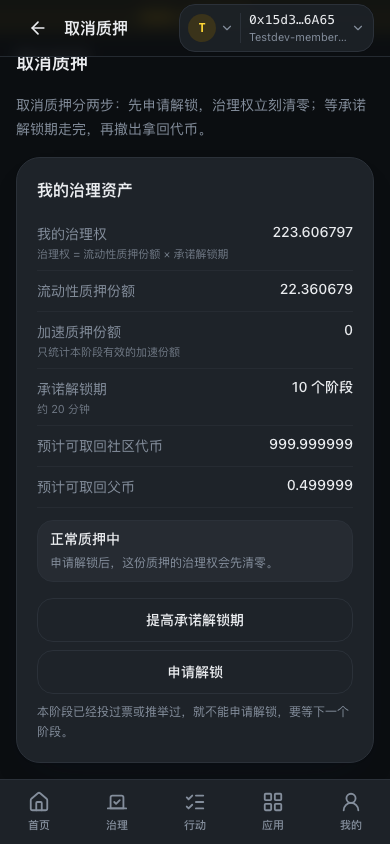 取消质押
T
0x15d3…6A65
Testdev-member…
取消质押
取消质押分两步：先申请解锁，治理权立刻清零；等承诺
解锁期走完，再撤出拿回代币。
我的治理资产
我的治理权
223.606797
治理权 = 流动性质押份额 × 承诺解锁期
流动性质押份额
22.360679
加速质押份额
0
只统计本阶段有效的加速份额
承诺解锁期
10 个阶段
约 20 分钟
预计可取回社区代币
999.999999
预计可取回父币
0.499999
正常质押中
申请解锁后，这份质押的治理权会先清零。
提高承诺解锁期
申请解锁
本阶段已经投过票或推举过，就不能申请解锁，要等下一个
阶段。
首页
治理
行动
应用
我的